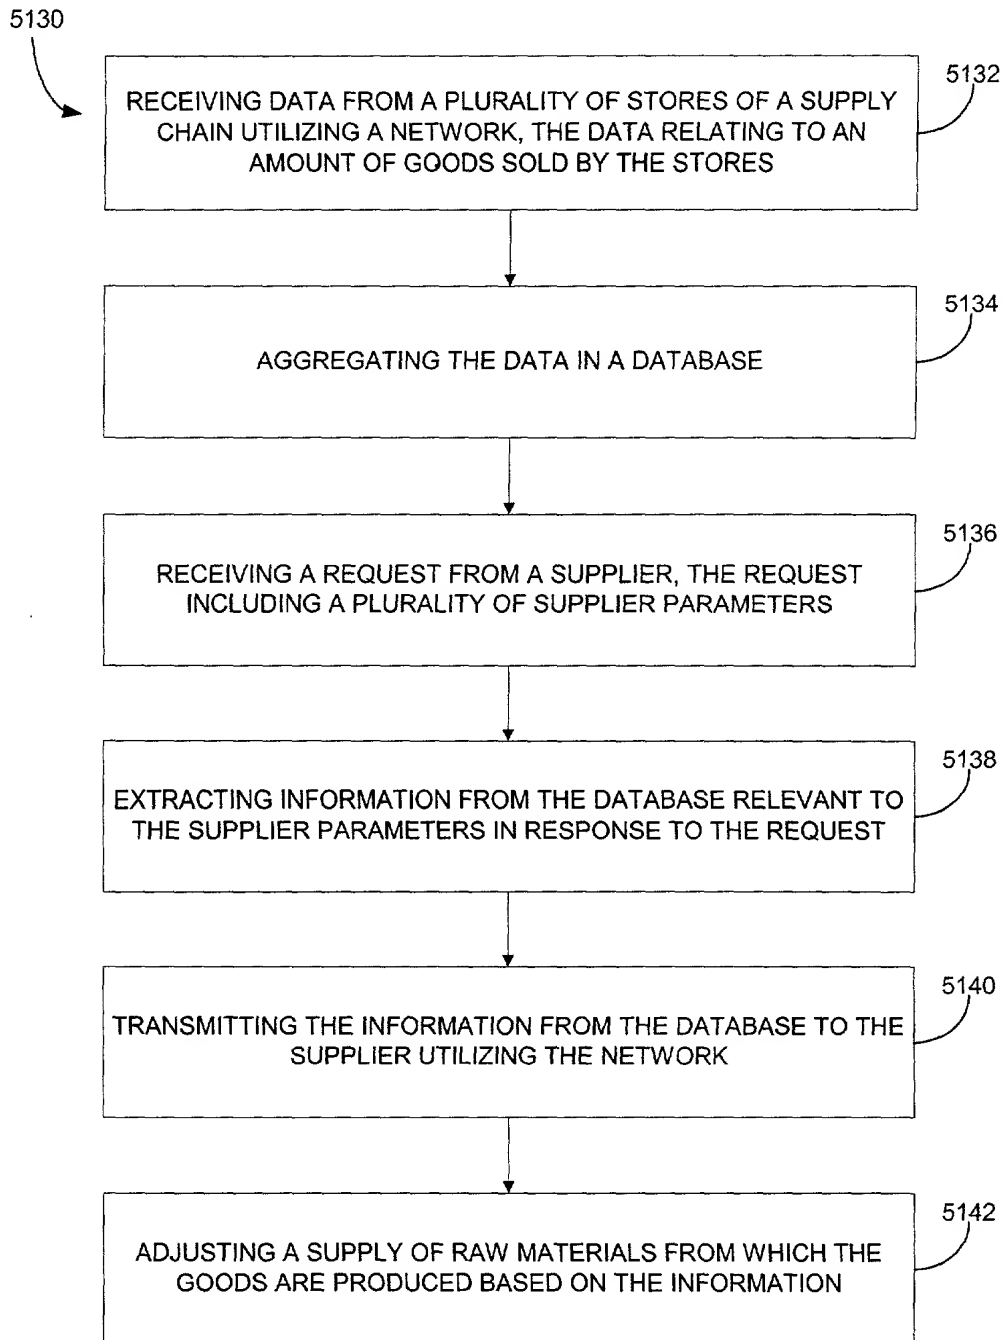 5130
5132
RECEIVING DATA FROM A PLURALITY OF STORES OF A SUPPLY
CHAIN UTILIZING A NETWORK, THE DATA RELATING TO AN
AMOUNT OF GOODS SOLD BY THE STORES
5134
AGGREGATING THE DATA IN A DATABASE
5136
RECEIVING A REQUEST FROM A SUPPLIER, THE REQUEST
INCLUDING A PLURALITY OF SUPPLIER PARAMETERS
5138
EXTRACTING INFORMATION FROM THE DATABASE RELEVANT TO
THE SUPPLIER PARAMETERS IN RESPONSE TO THE REQUEST
5140
TRANSMITTING THE INFORMATION FROM THE DATABASE TO THE
SUPPLIER UTILIZING THE NETWORK
5142
ADJUSTING A SUPPLY OF RAW MATERIALS FROM WHICH THE
GOODS ARE PRODUCED BASED ON THE INFORMATION